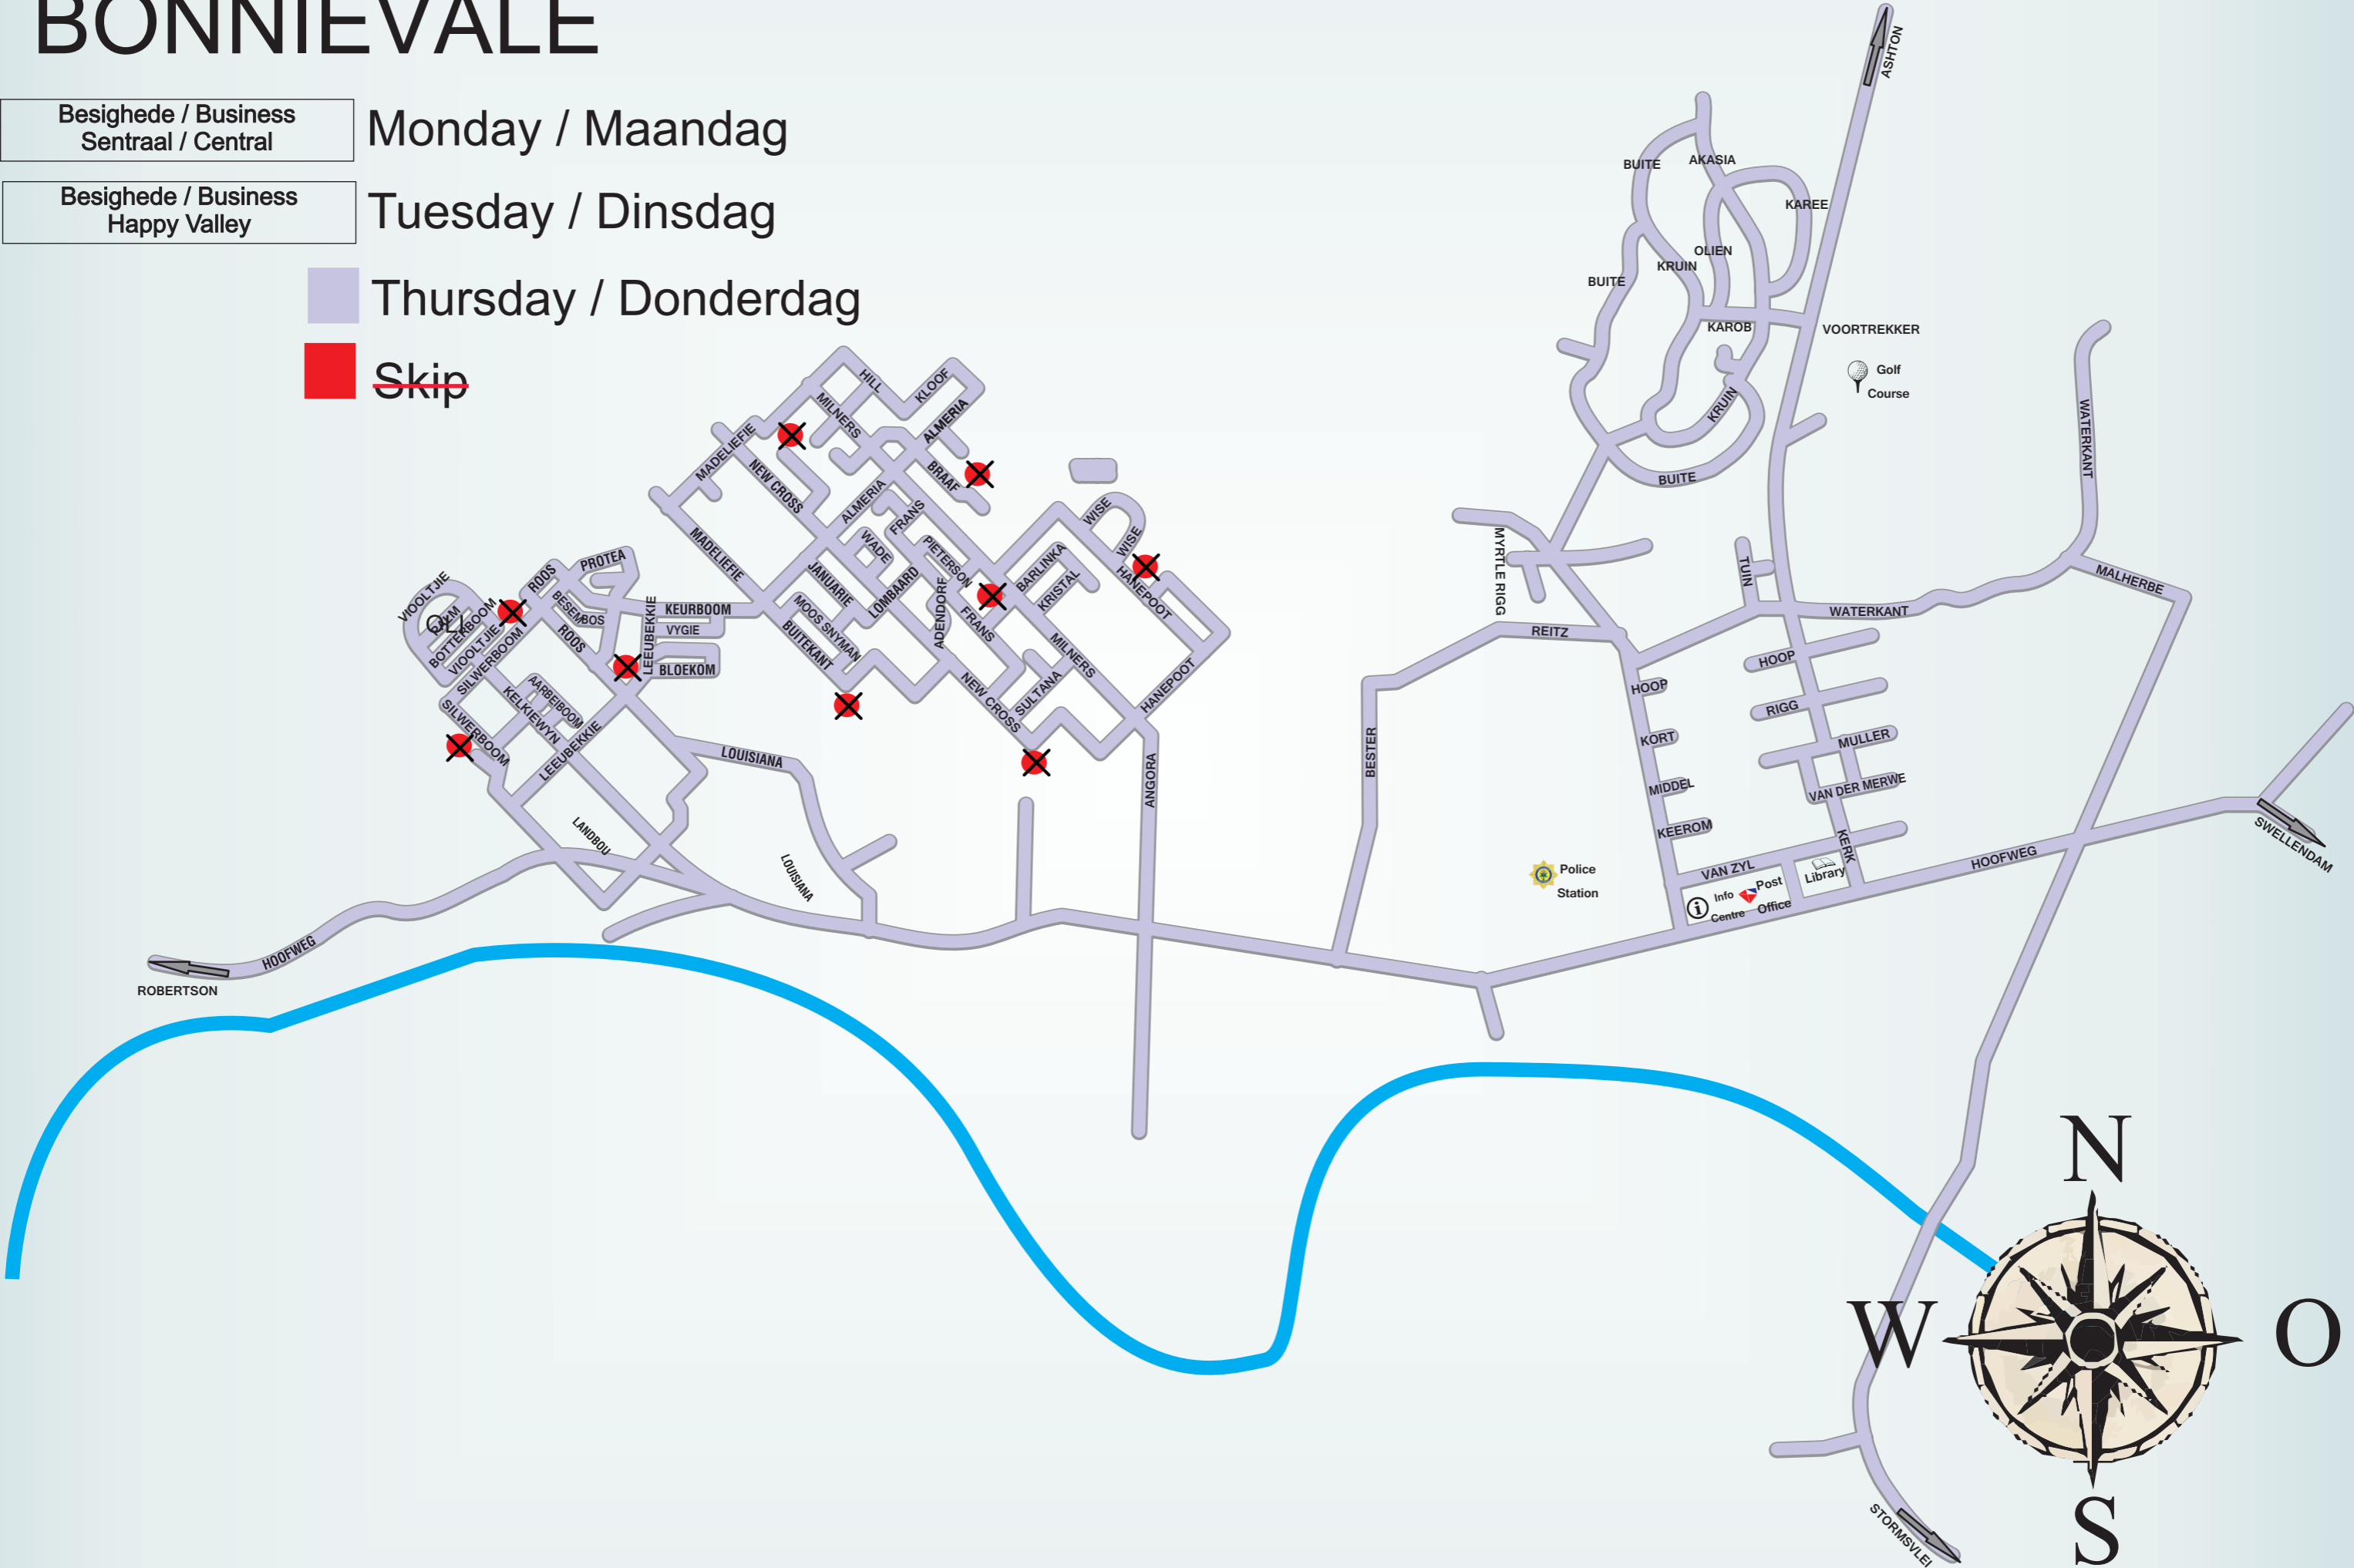 BONNIEVALE
Besighede / Business
Sentraal / Central
Monday / Maandag
Besighede / Business
Happy Valley
Tuesday / Dinsdag
Thursday / Donderdag
Skip
ASHTON
BUITE
AKASIA
KAREE
OLIEN
KRUIN
BUITE
KAROB
VOORTREKKER
Golf
Course
KRUIN
BUITE
WATERKANT
HILL
KLOOF
MILNERS
ALMERIA
MADELIEFIE
NEW CROSS
BRAAF
ALMERIA
FRANS
WISE
WISE
MADELIEFIE
WADE
PIETERSON
BARLINKA
KRISTAL
HANEPOOT
MYRTLE RIGG
TUIN
MALHERBE
PROTEA
ROOS
BESEM
BOS
ROOS
LEEUBEKKIE
KEURBOOM
VYGIE
BLOEKOM
JANUARIE
LOMBAARD
ADENDORF
FRANS
MOOS SNYMAN
BUITEKANT
MILNERS
HANEPOOT
NEW CROSS
SULTANA
VIOOLTJIE
PALM
BOTTERBOOM
VIOOLTJIE
SILWERBOOM
AARBEIBOOM
KELKIEWYN
SILWERBOOM
LEEUBEKKIE
LOUISIANA
LANDBOU
LOUISIANA
ANGORA
BESTER
REITZ
WATERKANT
HOOP
HOOP
RIGG
KORT
MULLER
MIDDEL
VAN DER MERWE
KEEROM
KERK
VAN ZYL
Library
Post
Office
Info
Centre
Police
Station
HOOFWEG
SWELLENDAM
HOOFWEG
ROBERTSON
N
W
O
S
STORMSVLEI